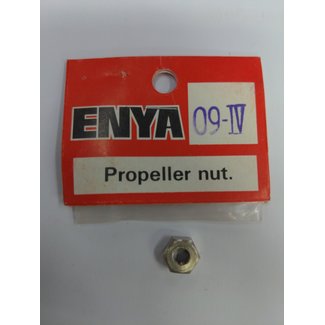 ENYA 09-IV
Propeller nut.